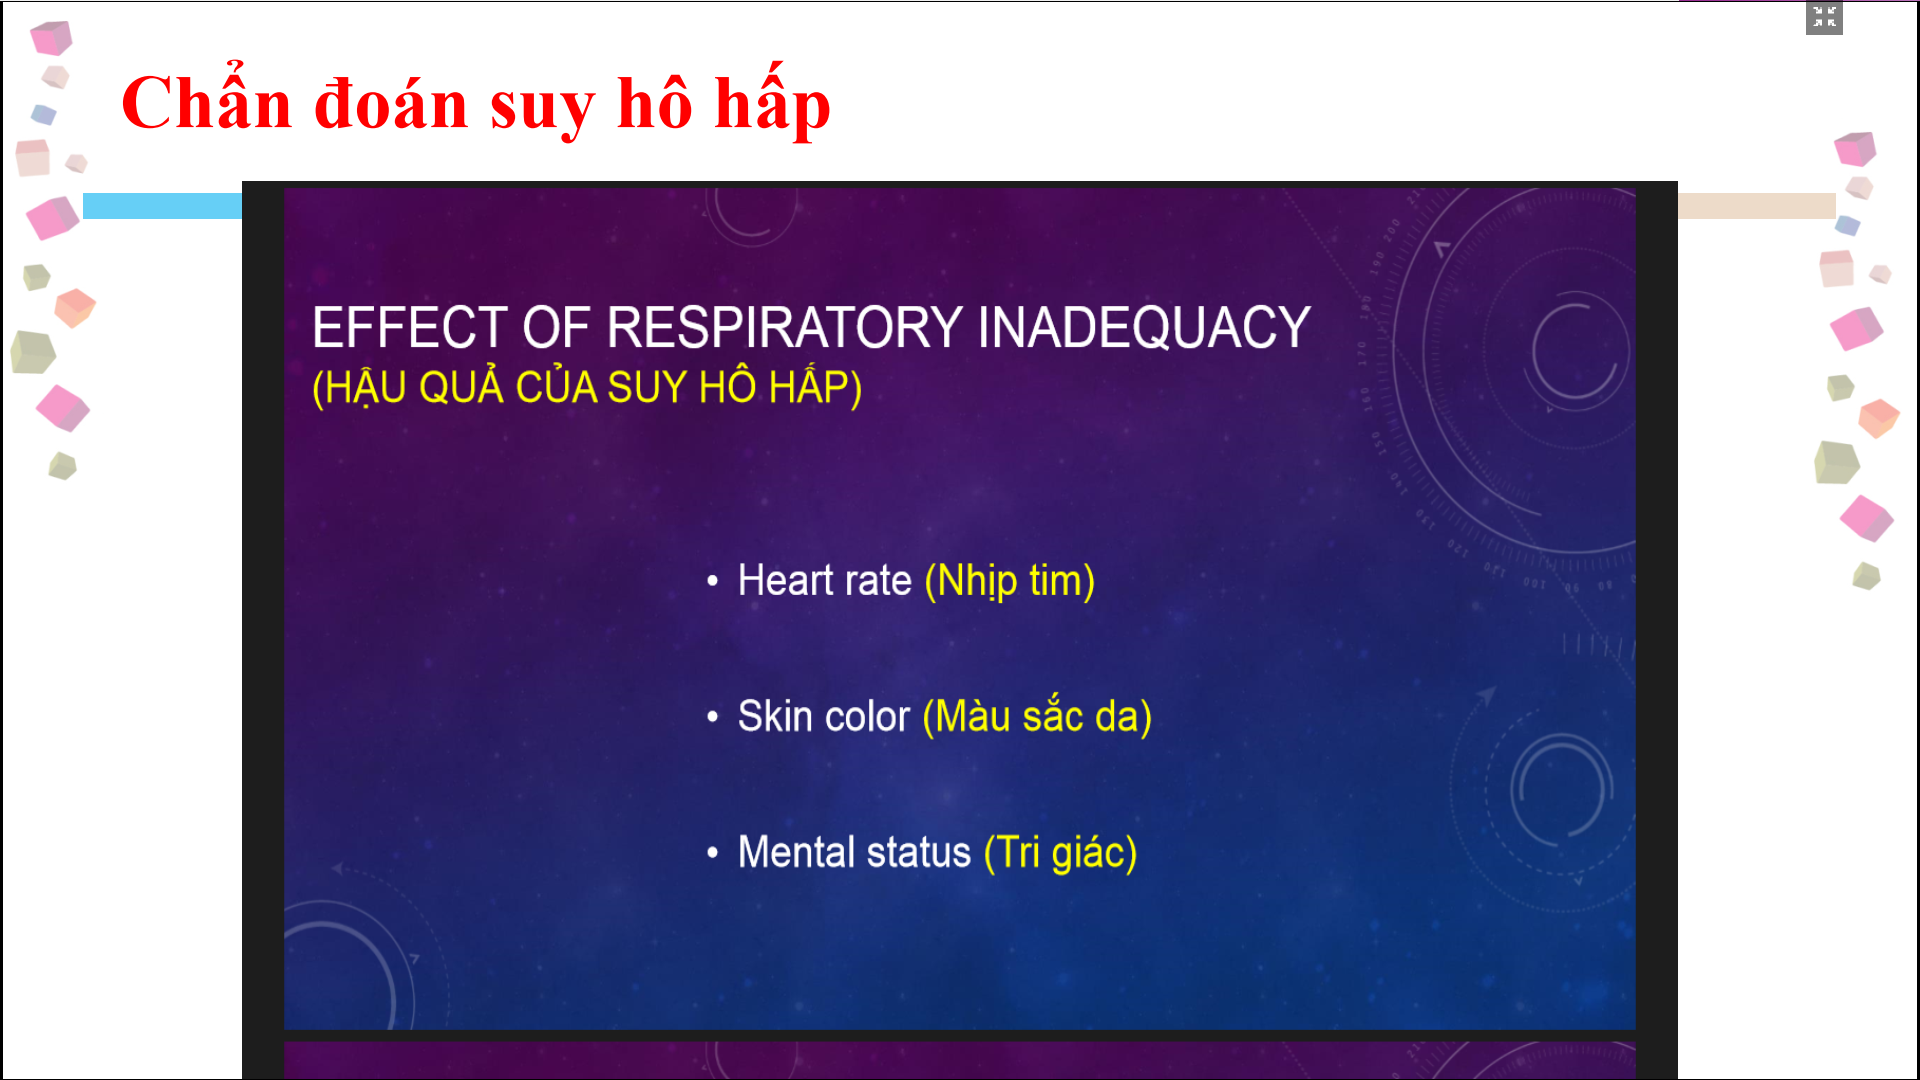 Chẩn đoán suy hô hấp
EFFECT OF RESPIRATORY INADEQUACY
(HẬU QUẢ CỦA SUY HÔ HẤP)
• Heart rate (Nhịp tim)
• Skin color (Màu sắc da)
• Mental status (Tri giác)